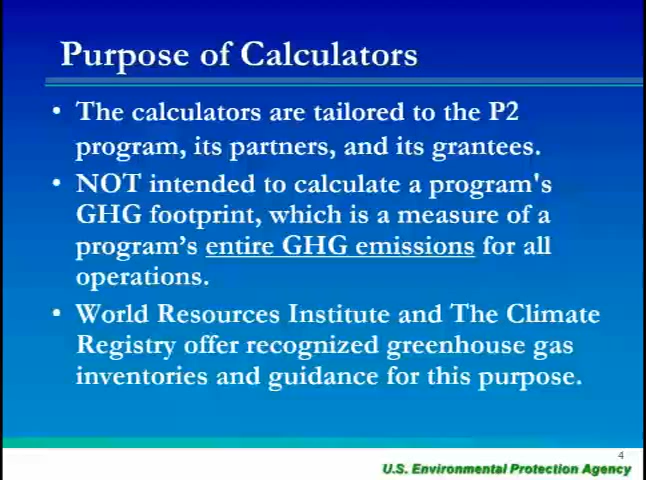 Purpose of Calculators
• The calculators are tailored to the P2
program, its partners, and its grantees.
• NOT intended to calculate a program's
GHG footprint, which is a measure of a
program’s entire GHG emissions for all
operations.
• World Resources Institute and The Climate
Registry offer recognized greenhouse gas
inventories and guidance for this purpose.
4
U.S. Environmental Protection Agency